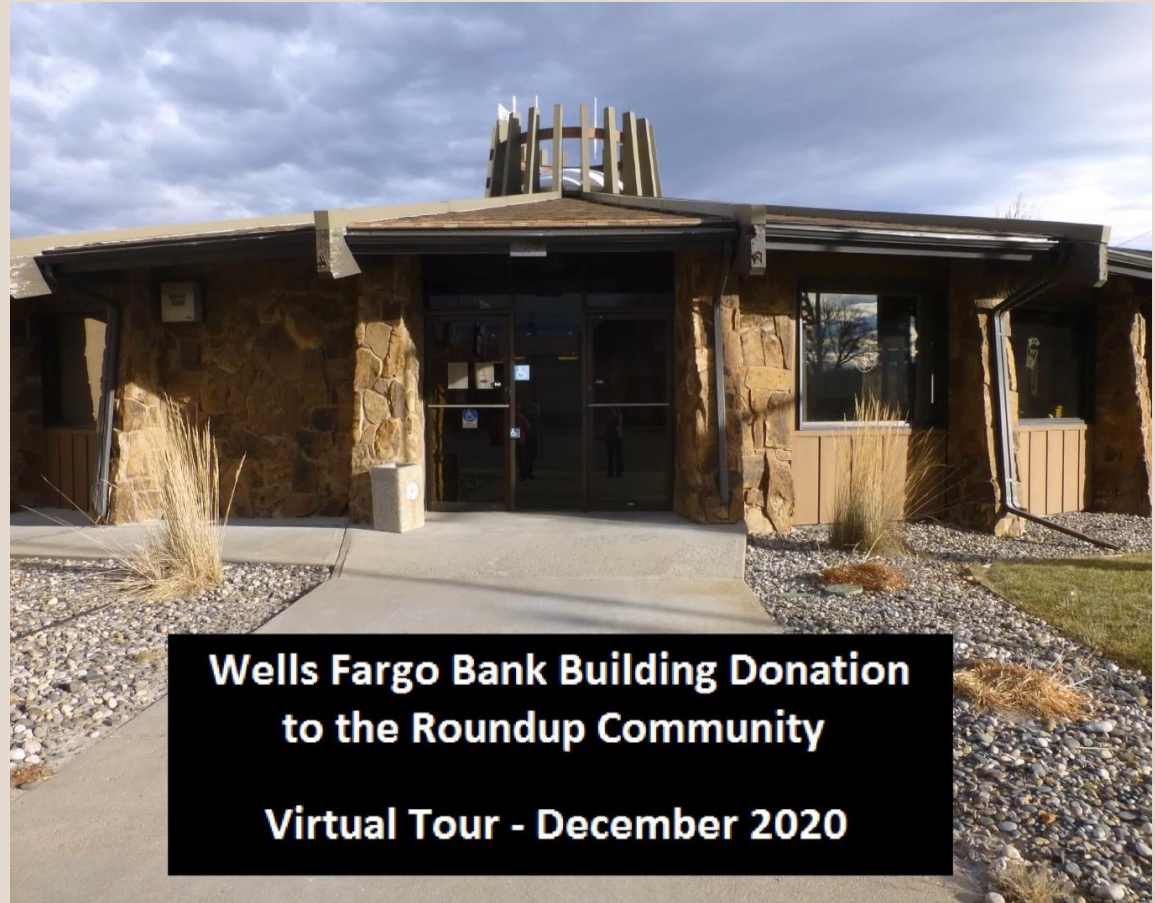 Wells Fargo Bank Building Donation
to the Roundup Community
Virtual Tour - December 2020